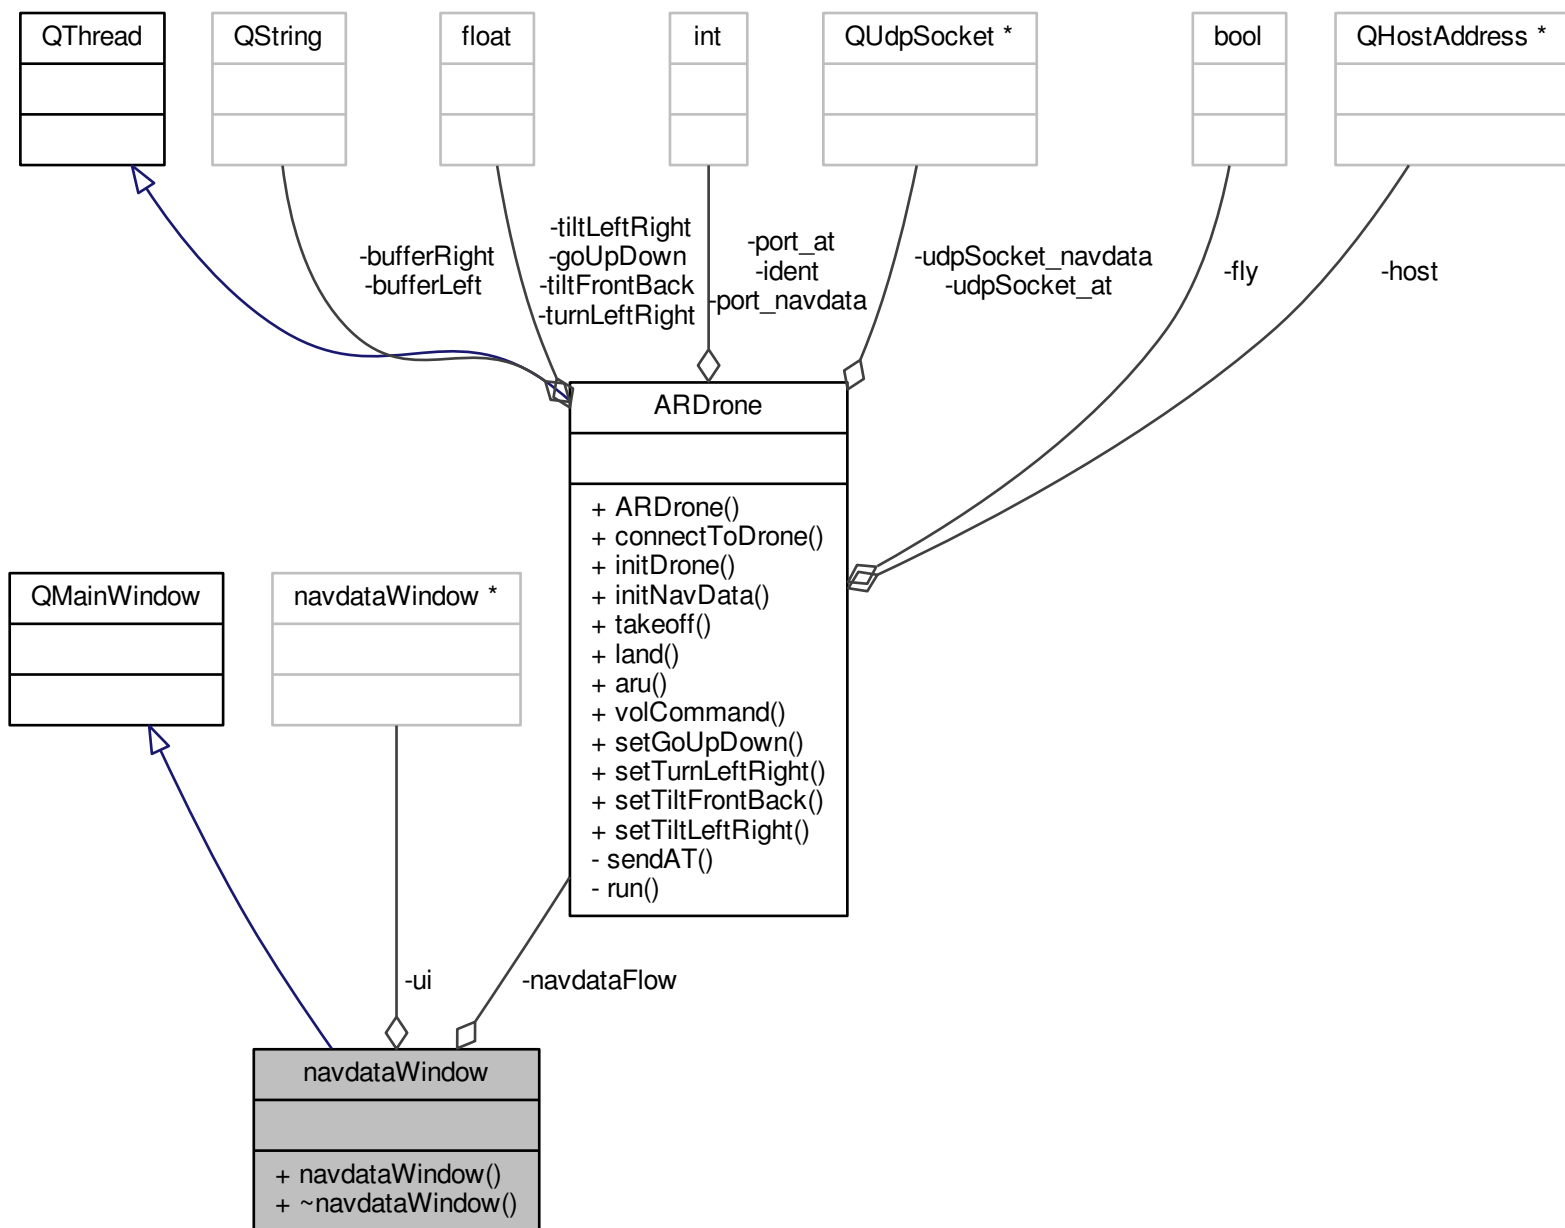 QThread
QString
float
int
QUdpSocket *
bool
QHostAddress *
-bufferRight
-bufferLeft
-tiltLeftRight
-goUpDown
-tiltFrontBack
-turnLeftRight
-port_at
-ident
-port_navdata
-udpSocket_navdata
-udpSocket_at
-fly
-host
ARDrone
+ ARDrone()
+ connectToDrone()
+ initDrone()
+ initNavData()
+ takeoff()
+ land()
+ aru()
+ volCommand()
+ setGoUpDown()
+ setTurnLeftRight()
+ setTiltFrontBack()
+ setTiltLeftRight()
- sendAT()
- run()
QMainWindow
navdataWindow *
-ui
-navdataFlow
navdataWindow
+ navdataWindow()
+ ~navdataWindow()